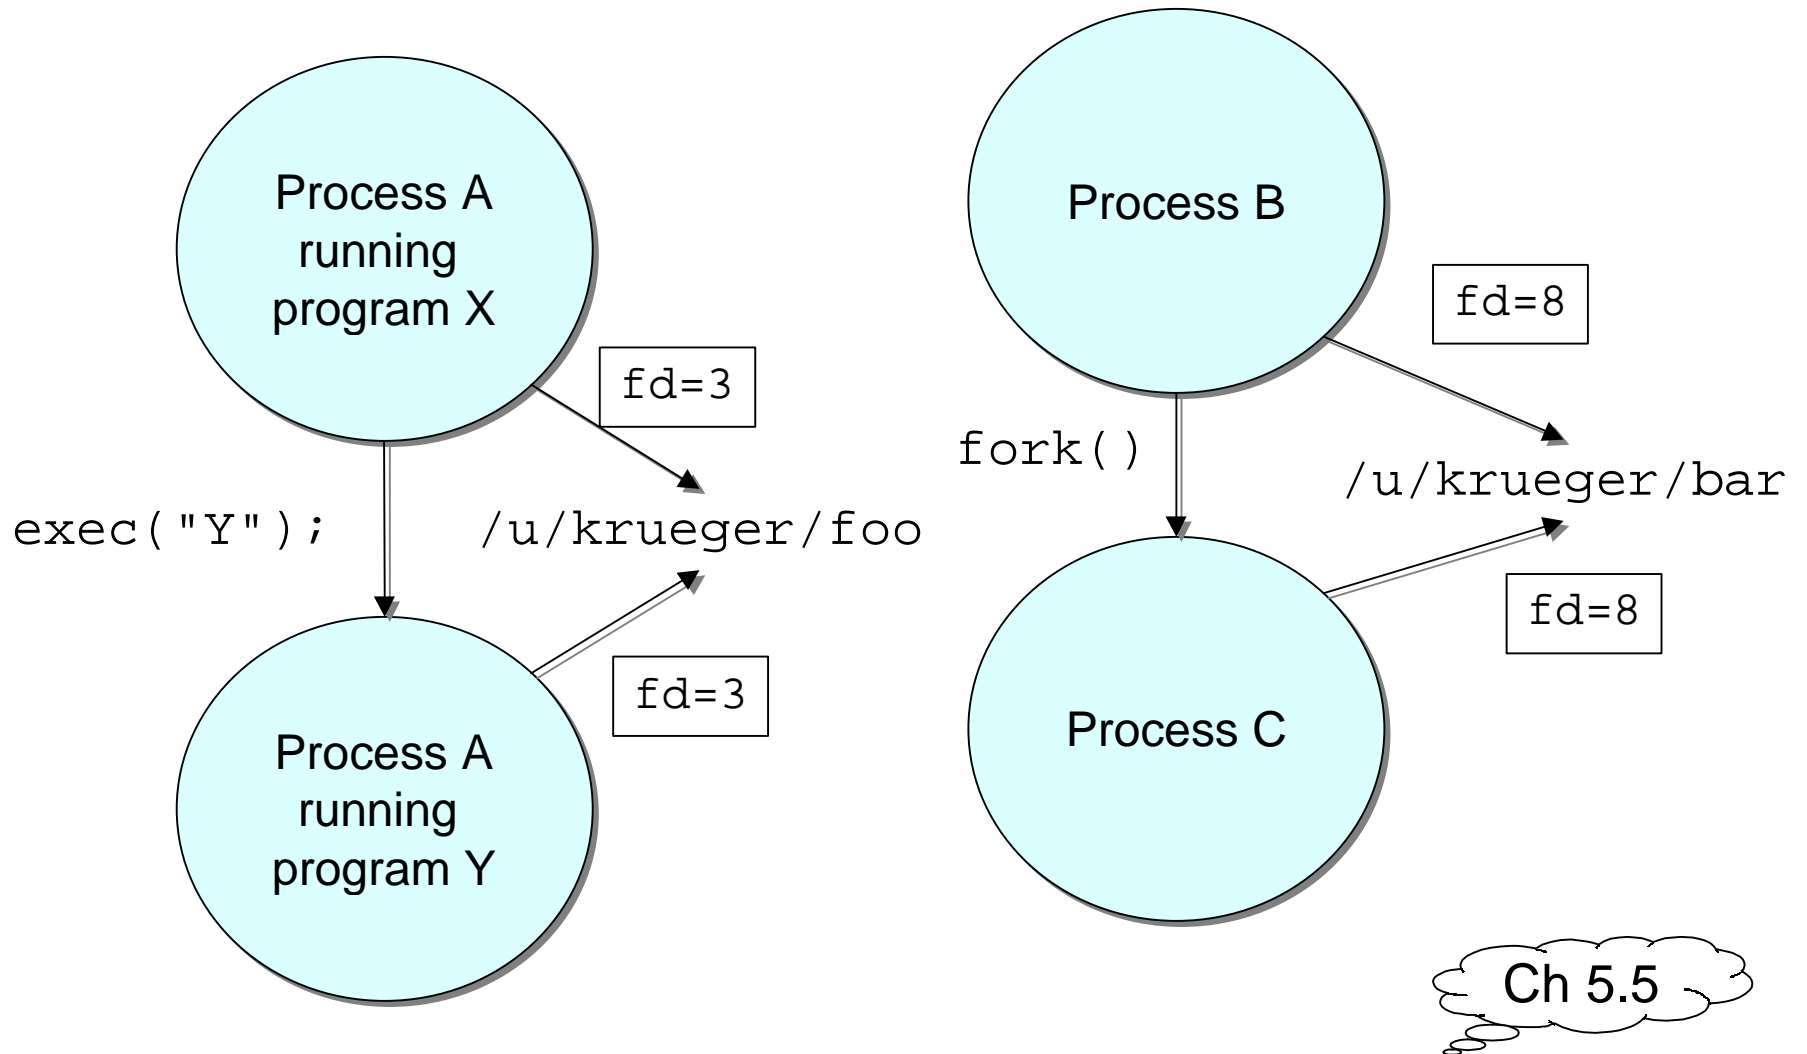 Process A
running
program X
fd=3
exec("Y");
/u/krueger/foo
fd=3
Process A
running
program Y
Process B
fd=8
fork()
/u/krueger/bar
fd=8
Process C
Ch 5.5